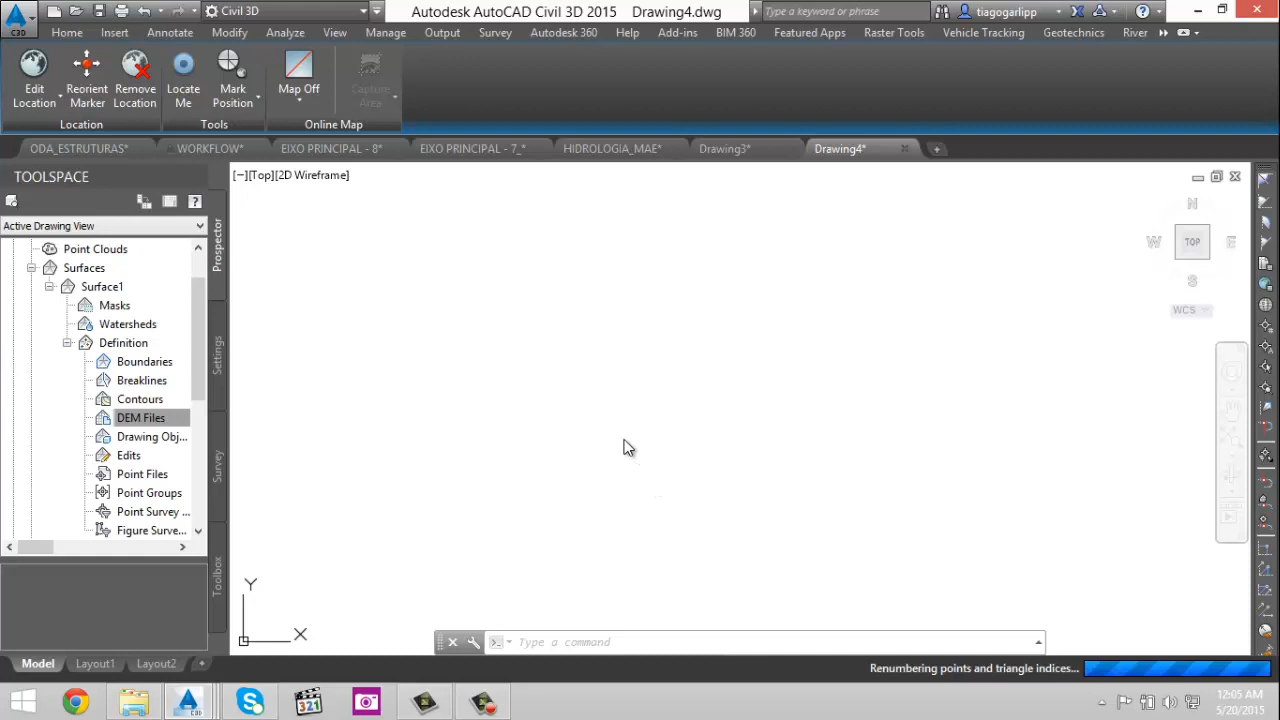 Civil 3D
Autodesk AutoCAD Civil 3D 2015 Drawing4.dwg
Type a keyword or phrase
tiagogarlipp
C3D
Home Insert Annotate Modify Analyze View Manage Output Survey Autodesk 360 Help Add-ins BIM 360 Featured Apps Raster Tools Vehicle Tracking Geotechnics River
Edit Location
Reorient Marker
Remove Location
Locate Me
Mark Position
Map Off
Capture Area
Location Tools Online Map
ODA_ESTRUTURAS* WORKFLOW* EIXO PRINCIPAL - 8* EIXO PRINCIPAL - 7_* HIDROLOGIA_MAE* Drawing3* Drawing4*
TOOLSPACE
[−][Top][2D Wireframe]
Active Drawing View
Point Clouds
Surfaces
Surface1
Masks
Watersheds
Definition
Boundaries
Breaklines
Contours
DEM Files
Drawing Obj...
Edits
Point Files
Point Groups
Point Survey ...
Figure Surve...
Prospector
Settings
Survey
Toolbox
N
W TOP E
S
WCS
Y
X
Type a command
Model Layout1 Layout2 +
Renumbering points and triangle indices...
321
12:05 AM
5/20/2015